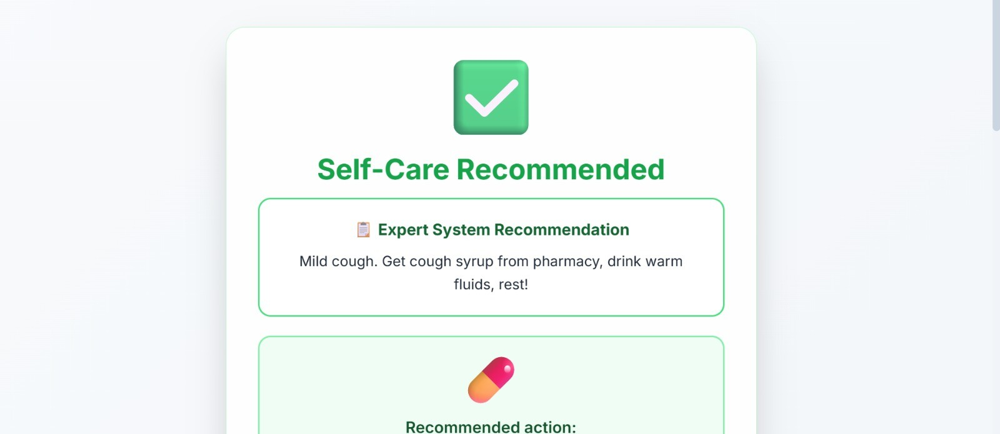 Self-Care Recommended
Expert System Recommendation
Mild cough. Get cough syrup from pharmacy, drink warm
fluids, rest!
Recommended action: